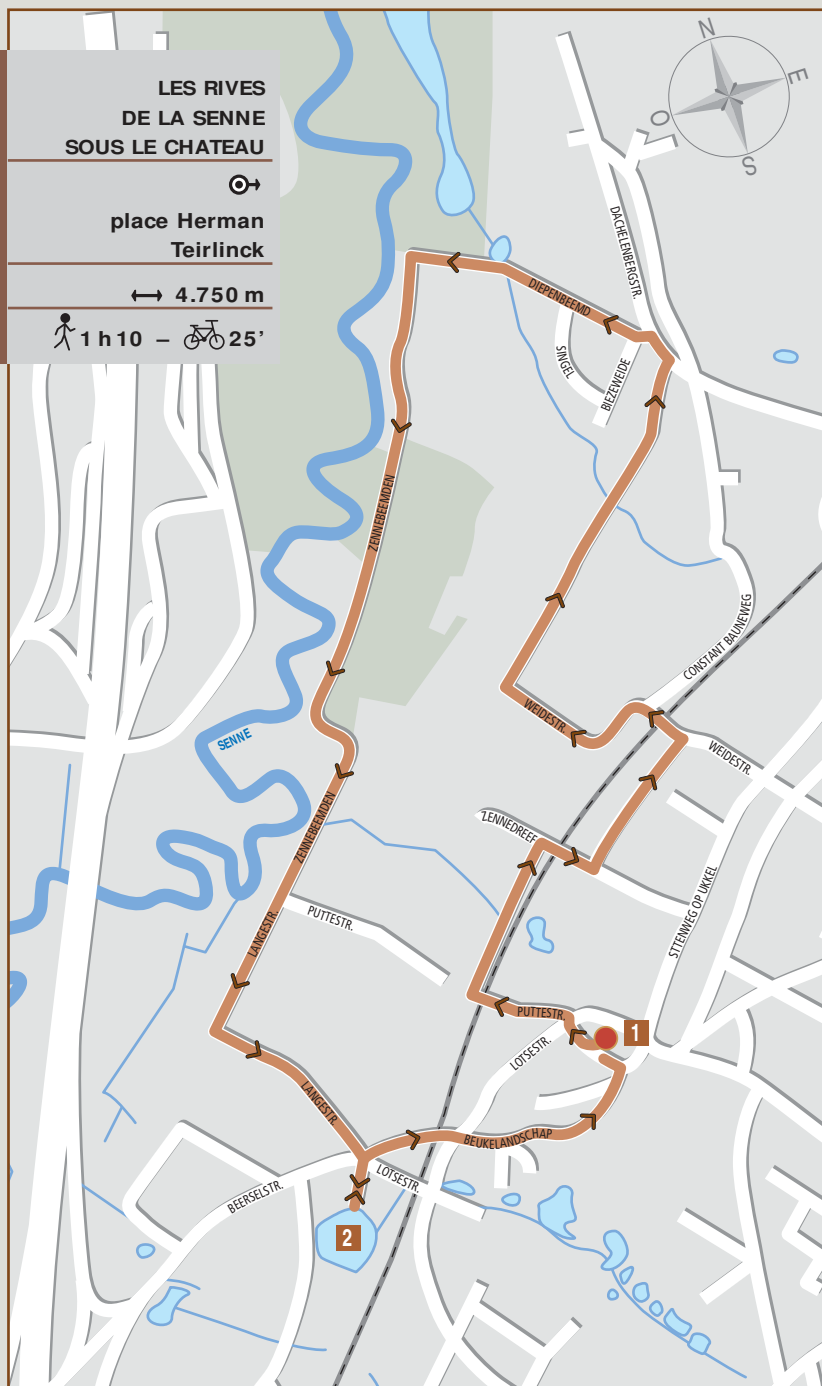 LES RIVES
DE LA SENNE
SOUS LE CHATEAU
place Herman
Teirlinck
4.750 m
1 h 10 – 25’
N
E
O
S
DACHELENBERGSTR.
DIEPENBEEMD
SINGEL
BIEZEWEIDE
ZENNEBEEMDEN
CONSTANT BAUNEWEG
WEIDESTR.
WEIDESTR.
SENNE
ZENNEBEEMDEN
ZENNEDREEF
STTENWEG OP UKKEL
LANGESTR.
PUTTESTR.
PUTTESTR.
1
LOTSESTR.
LANGESTR.
BEUKELANDSCHAP
LOTSESTR.
BEERSELSTR.
2